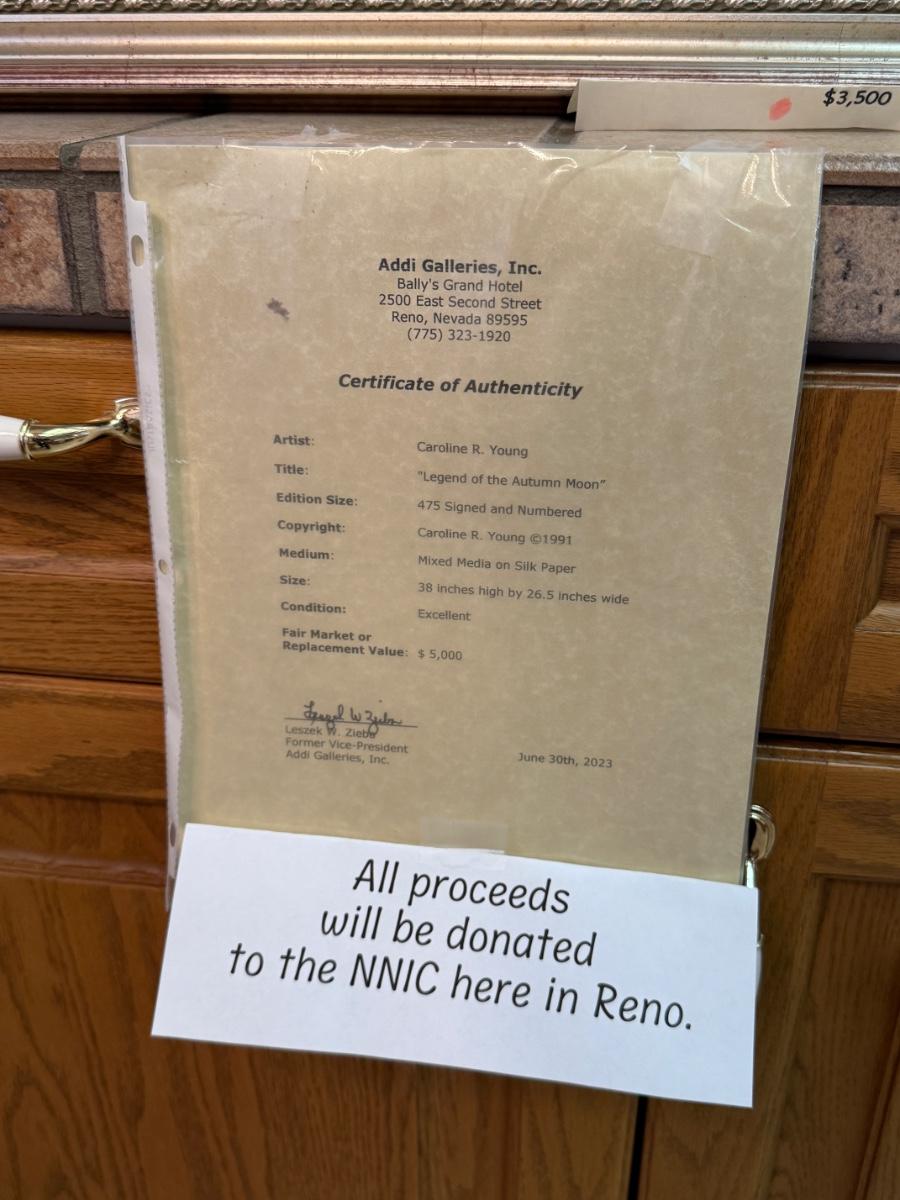 $3,500
Addi Galleries, Inc.
Bally's Grand Hotel
2500 East Second Street
Reno, Nevada 89595
(775) 323-1920
Certificate of Authenticity
Artist: Caroline R. Young
Title: "Legend of the Autumn Moon"
Edition Size: 475 Signed and Numbered
Copyright: Caroline R. Young ©1991
Medium: Mixed Media on Silk Paper
Size: 38 inches high by 26.5 inches wide
Condition: Excellent
Fair Market or
Replacement Value: $ 5,000
Leszek W Zieba
Leszek W. Zieba
Former Vice-President
Addi Galleries, Inc.
June 30th, 2023
All proceeds
will be donated
to the NNIC here in Reno.